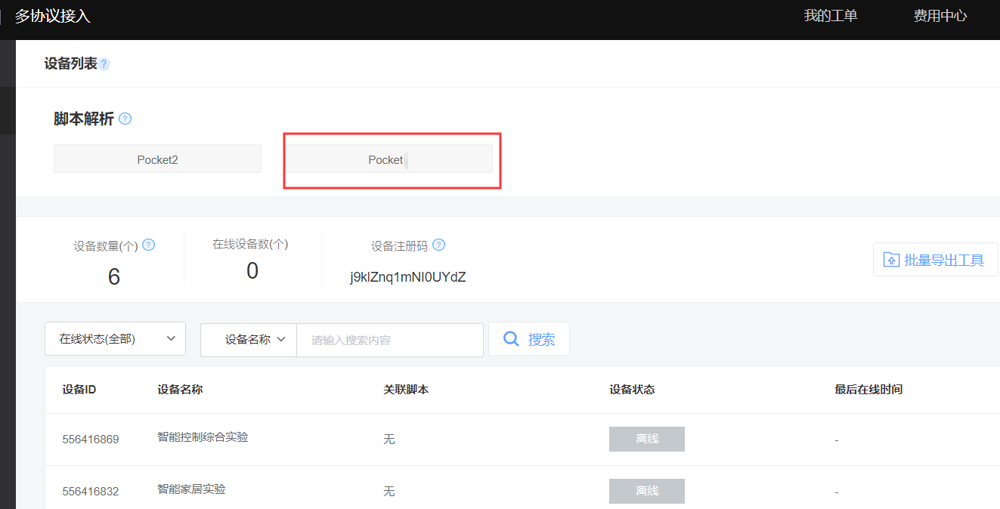 多协议接入 我的工单 费用中心
设备列表?
脚本解析 ?
Pocket2 Pocket
设备数量(个) ? 在线设备数(个) 设备注册码 ?
6 0 j9klZnq1mNI0UYdZ
批量导出工具
在线状态(全部) 设备名称 请输入搜索内容 搜索
设备ID 设备名称 关联脚本 设备状态 最后在线时间
556416869 智能控制综合实验 无 离线 -
556416832 智能家居实验 无 离线 -